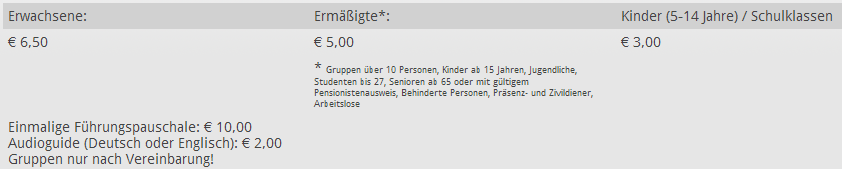 Erwachsene: Ermäßigte*: Kinder (5-14 Jahre) / Schulklassen
€ 6,50 € 5,00 € 3,00
* Gruppen über 10 Personen, Kinder ab 15 Jahren, Jugendliche,
Studenten bis 27, Senioren ab 65 oder mit gültigem
Pensionistenausweis, Behinderte Personen, Präsenz- und Zivildiener,
Arbeitslose
Einmalige Führungspauschale: € 10,00
Audioguide (Deutsch oder Englisch): € 2,00
Gruppen nur nach Vereinbarung!